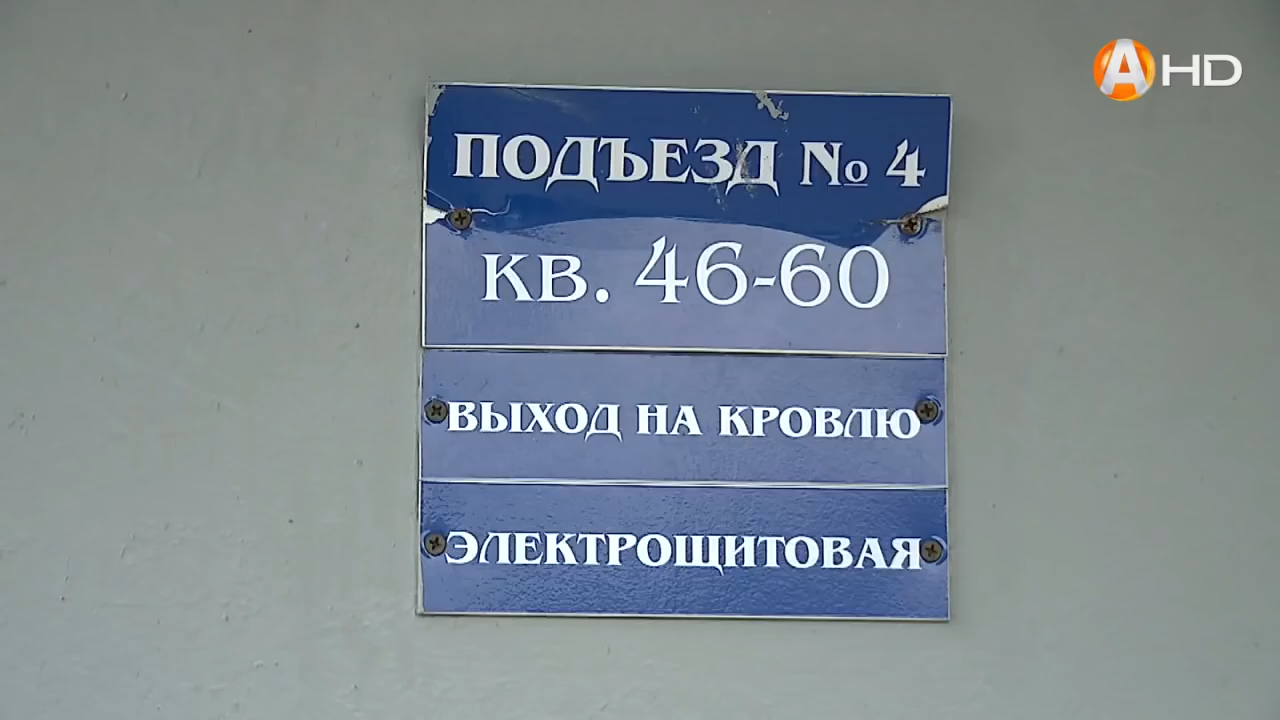 А HD
ПОДЪЕЗД № 4
КВ. 46-60
ВЫХОД НА КРОВЛЮ
ЭЛЕКТРОЩИТОВАЯ